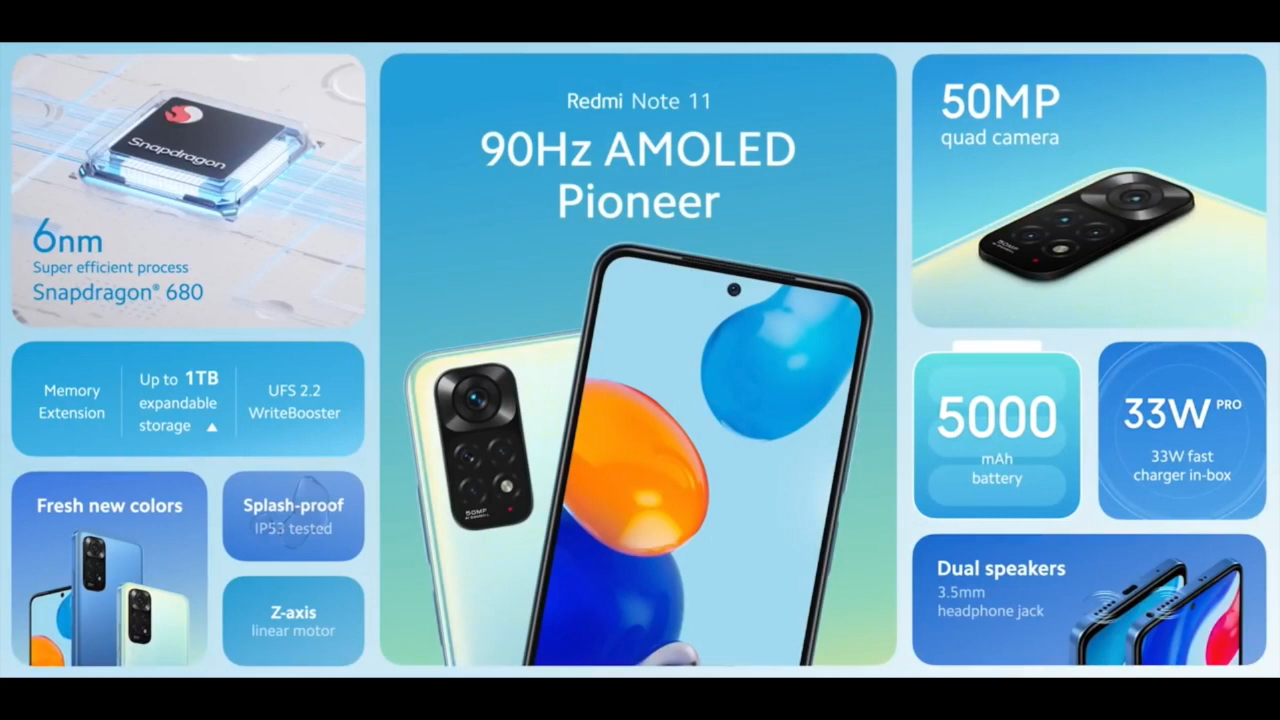 Snapdragon
6nm
Super efficient process
Snapdragon® 680
Memory
Extension
Up to 1TB
expandable
storage ▲
UFS 2.2
WriteBooster
Fresh new colors
Splash-proof
IP53 tested
Z-axis
linear motor
Redmi Note 11
90Hz AMOLED
Pioneer
50MP
50MP
quad camera
50MP
5000
mAh
battery
33W PRO
33W fast
charger in-box
Dual speakers
3.5mm
headphone jack